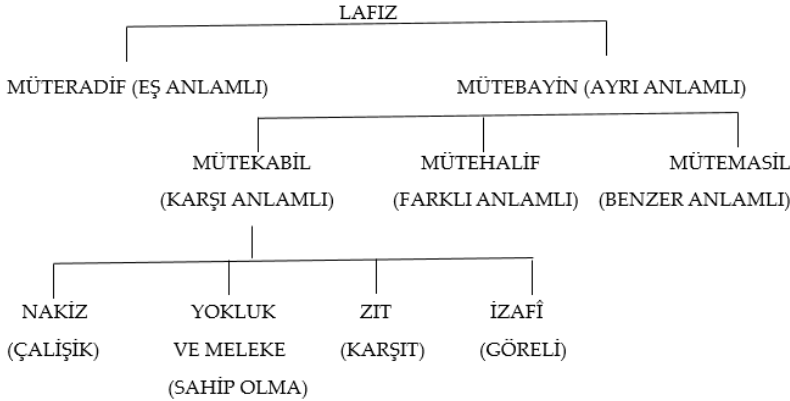 LAFIZ
MÜTERADİF (EŞ ANLAMLI) MÜTEBAYİN (AYRI ANLAMLI)
MÜTEKABİL MÜTEHALİF MÜTEMASİL
(KARŞI ANLAMLI) (FARKLI ANLAMLI) (BENZER ANLAMLI)
NAKİZ YOKLUK ZIT İZAFÎ
(ÇALİŞİK) VE MELEKE (KARŞIT) (GÖRELİ)
(SAHİP OLMA)